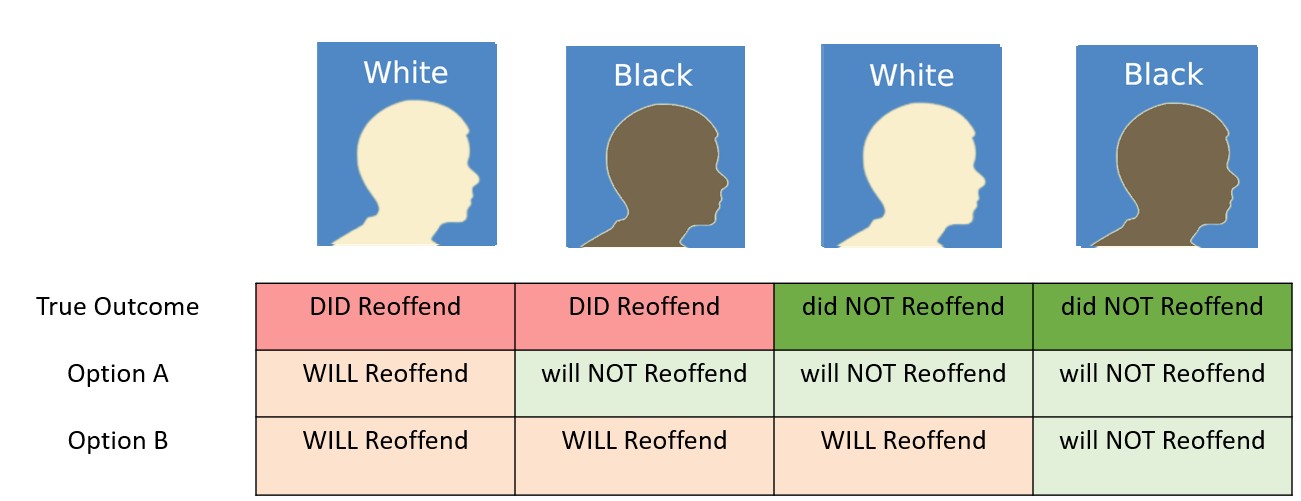 White Black White Black
True Outcome DID Reoffend DID Reoffend did NOT Reoffend did NOT Reoffend
Option A WILL Reoffend will NOT Reoffend will NOT Reoffend will NOT Reoffend
Option B WILL Reoffend WILL Reoffend WILL Reoffend will NOT Reoffend